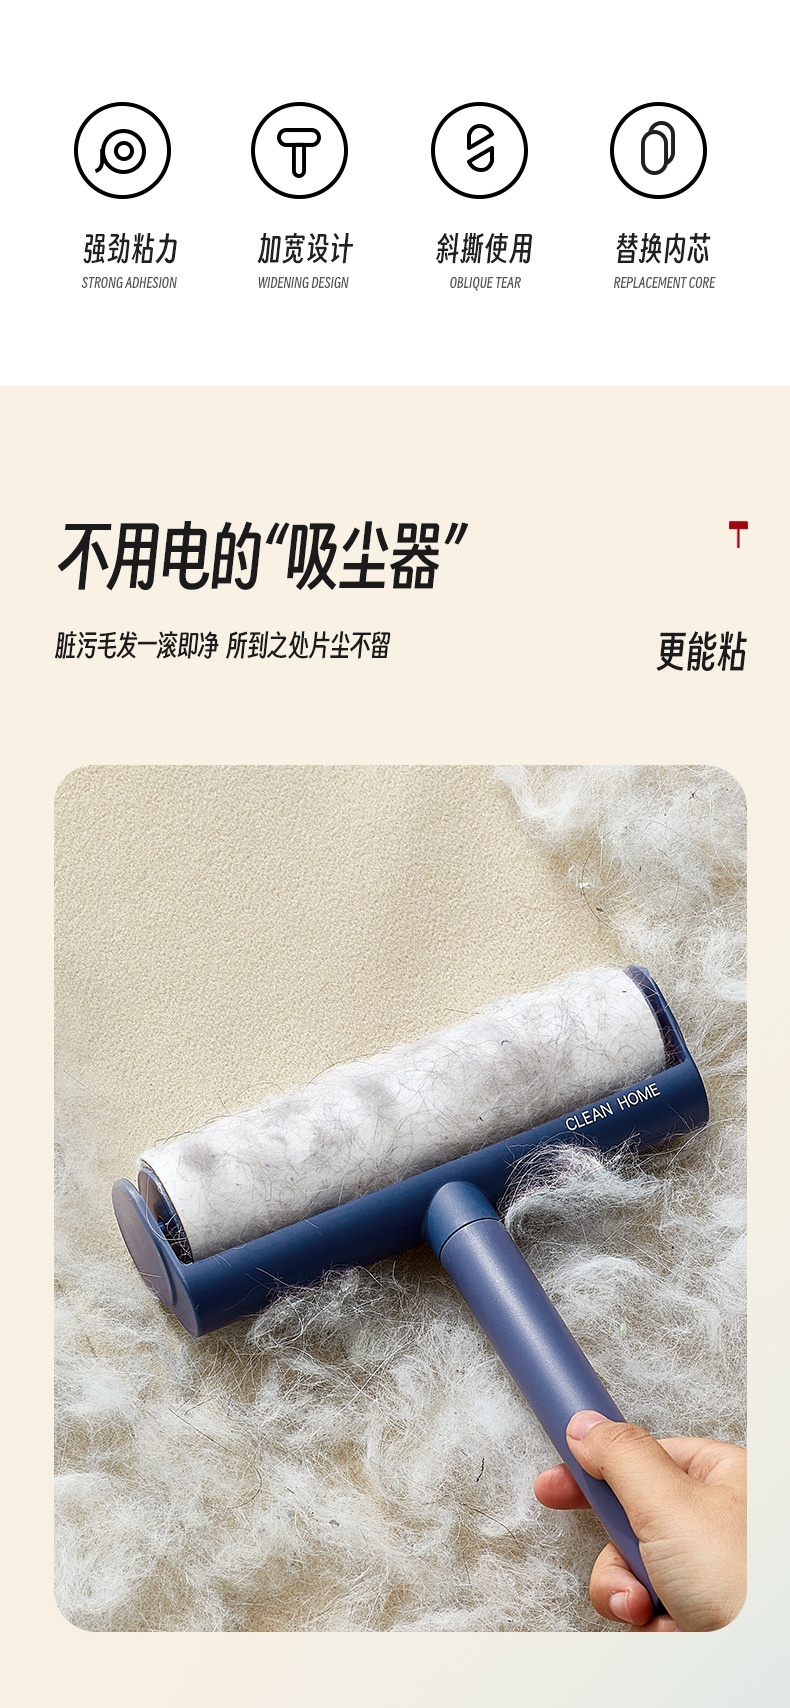 强劲粘力 加宽设计 斜撕使用 替换内芯
STRONG ADHESION WIDENING DESIGN OBLIQUE TEAR REPLACEMENT CORE
不用电的“吸尘器”
脏污毛发一滚即净 所到之处片尘不留
更能粘
CLEAN HOME